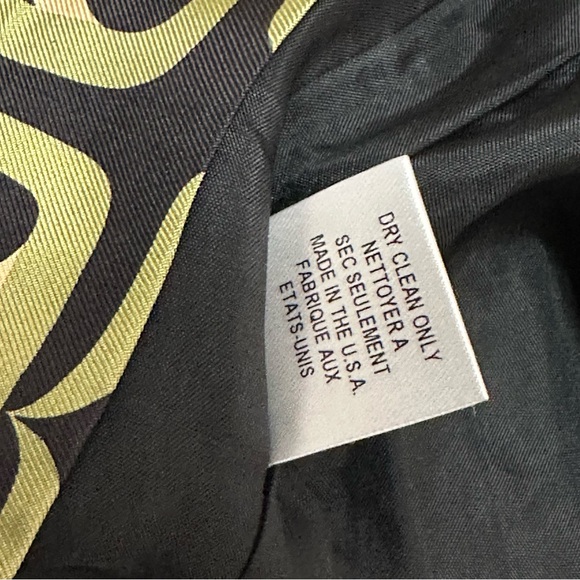 DRY CLEAN ONLY
NETTOYER A
SEC SEULEMENT
MADE IN THE U.S.A.
FABRIQUE AUX
ETATS-UNIS